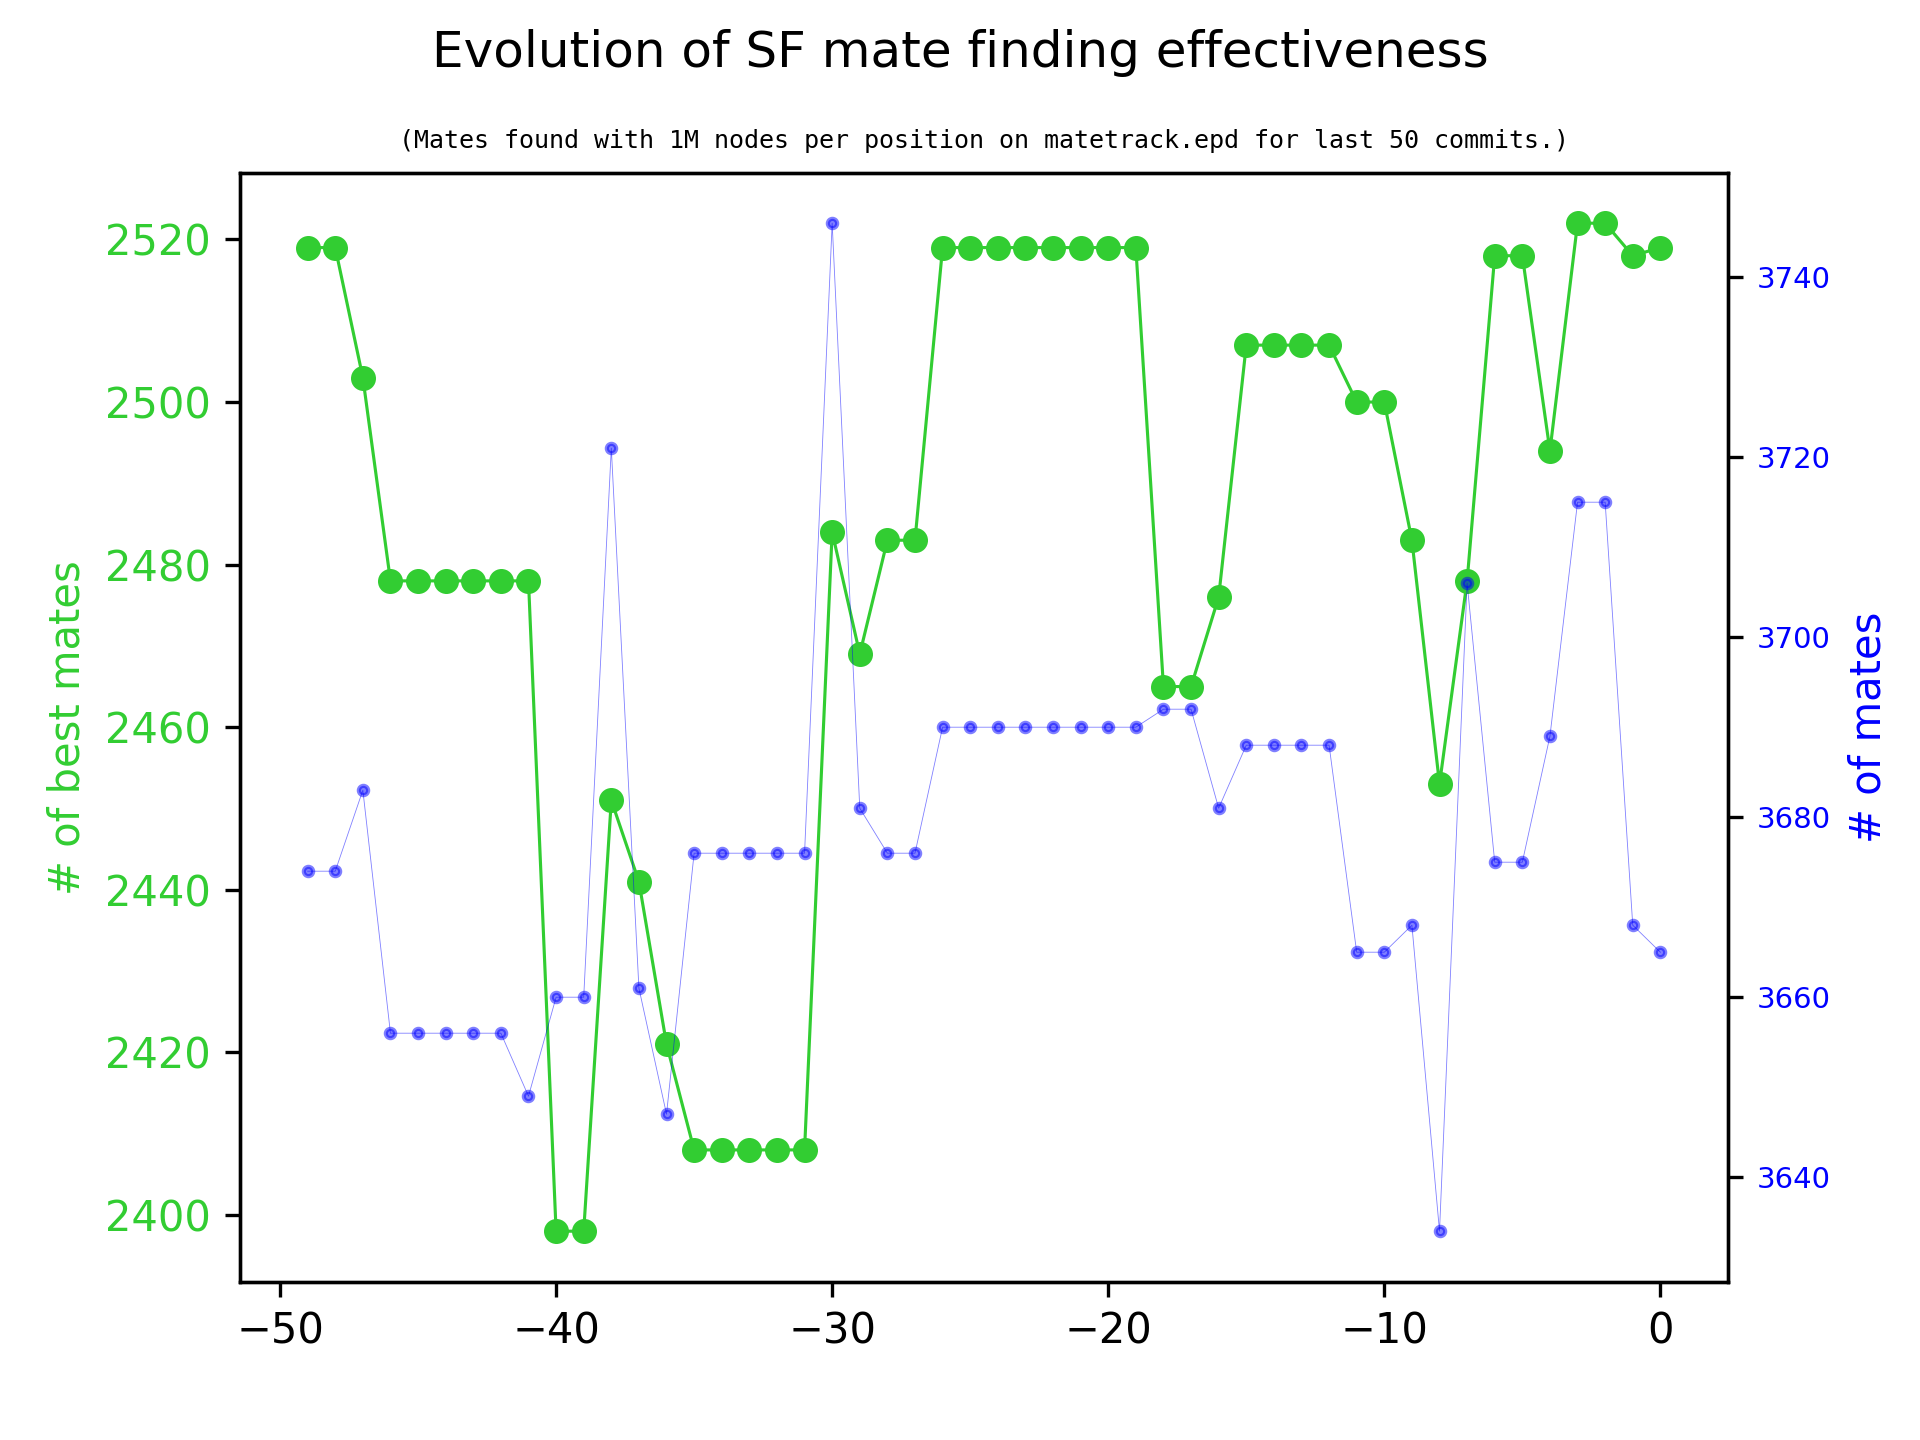 Evolution of SF mate finding effectiveness
(Mates found with 1M nodes per position on matetrack.epd for last 50 commits.)
# of best mates
2520
2500
2480
2460
2440
2420
2400
3740
3720
3700
3680
3660
3640
# of mates
−50 −40 −30 −20 −10 0